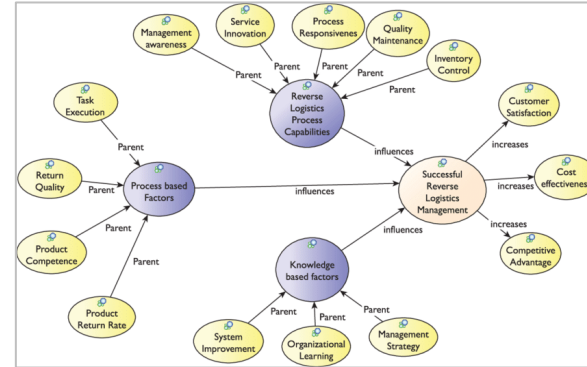 Management
awareness
Service
Innovation
Process
Responsivenes
Quality
Maintenance
Inventory
Control
Parent
Parent
Parent
Parent
Parent
Reverse
Logistics
Process
Capabilities
Task
Execution
Return
Quality
Product
Competence
Product
Return Rate
Parent
Parent
Parent
Parent
Process based
Factors
influences
influences
influences
Successful
Reverse
Logistics
Management
Customer
Satisfaction
Cost
effectivenes
Competitive
Advantage
increases
increases
increases
Knowledge
based factors
Parent
Parent
Parent
System
Improvement
Organizational
Learning
Management
Strategy